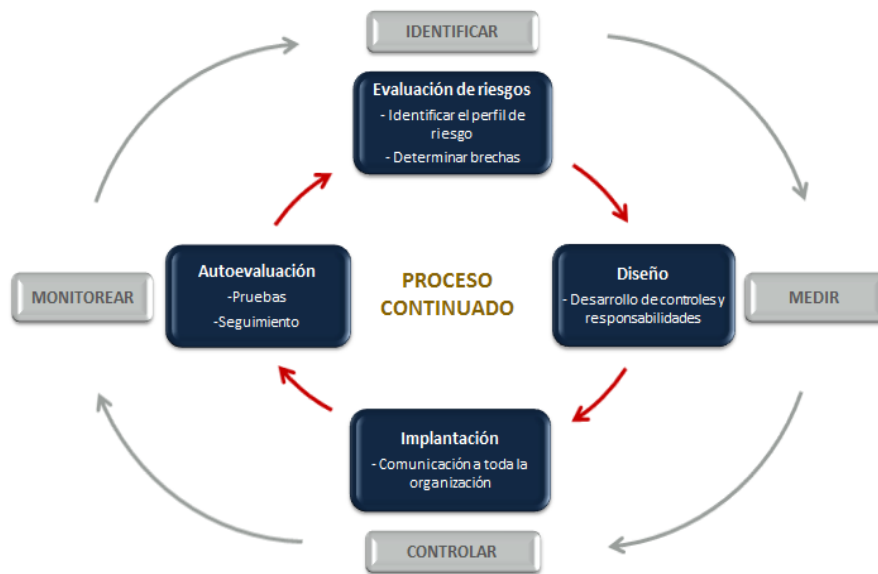 IDENTIFICAR
Evaluación de riesgos
- Identificar el perfil de
riesgo
- Determinar brechas
MONITOREAR
Autoevaluación
-Pruebas
-Seguimiento
PROCESO
CONTINUADO
Diseño
- Desarrollo de controles y
responsabilidades
MEDIR
Implantación
- Comunicación a toda la
organización
CONTROLAR